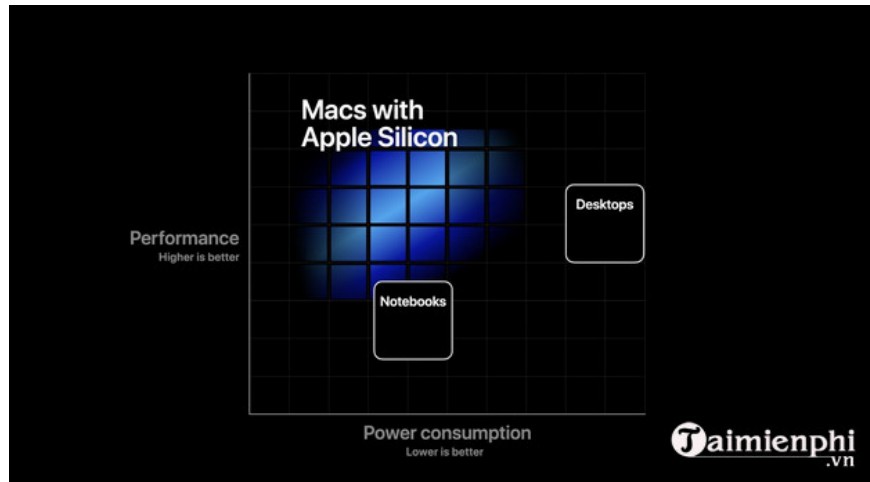 Macs with
Apple Silicon
Desktops
Performance
Higher is better
Notebooks
Power consumption
Lower is better
Taimienphi
.vn